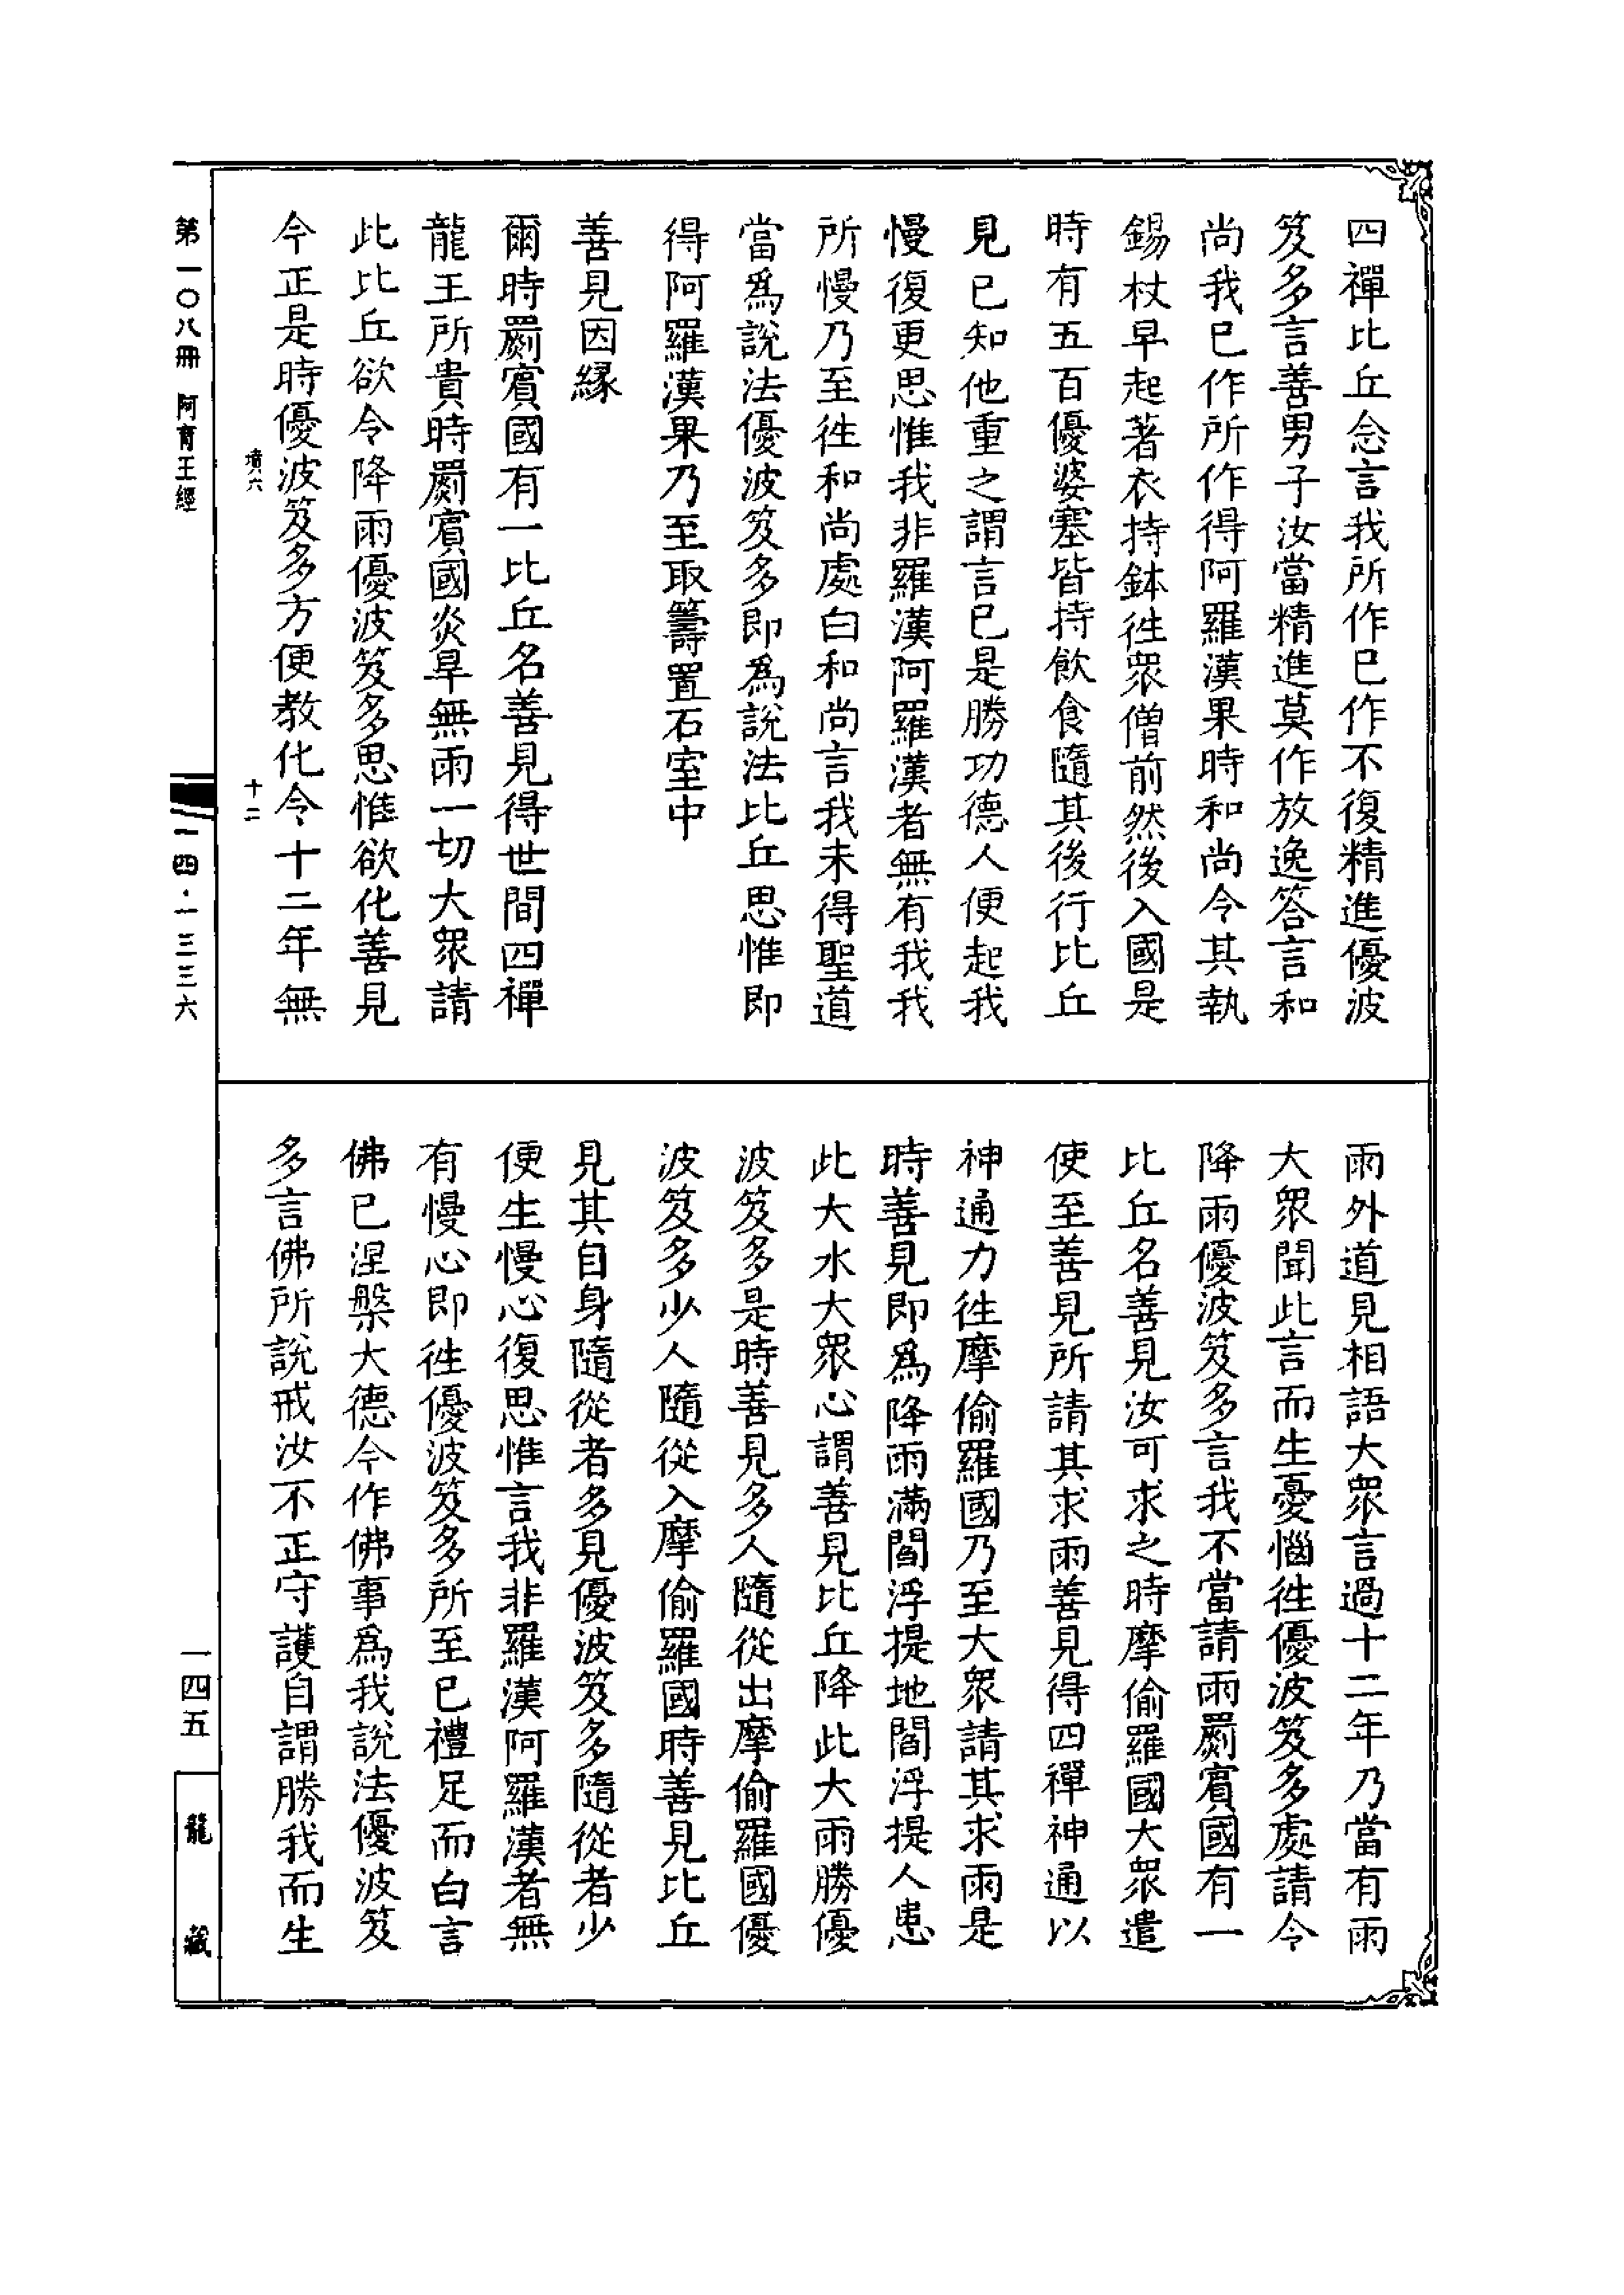 四禪比丘念言我所作已作不復精進優波
笈多言善男子汝當精進莫作放逸答言和
尚我已作所作得阿羅漢果時和尚令其執
錫杖早起著衣持鉢徃衆僧前然後入國是
時有五百優婆塞皆持飲食隨其後行比丘
見已知他重之謂言已是勝功德人便起我
慢復更思惟我非羅漢阿羅漢者無有我我
所慢乃至徃和尚處白和尚言我未得聖道
當爲說法優波笈多即爲說法比丘思惟即
得阿羅漢果乃至取籌置石室中
善見因緣
爾時罽賓國有一比丘名善見得世間四禪
龍王所貴時罽賓國炎旱無雨一切大衆請
此比丘欲令降雨優波笈多思惟欲化善見
今正是時優波笈多方便教化令十二年無
雨外道見相語大衆言過十二年乃當有雨
大衆聞此言而生憂惱徃優波笈多處請令
降雨優波笈多言我不當請雨罽賓國有一
比丘名善見汝可求之時摩偷羅國大衆遣
使至善見所請其求雨善見得四禪神通以
神通力徃摩偷羅國乃至大衆請其求雨是
時善見即爲降雨滿閻浮提地閻浮提人患
此大水大衆心謂善見比丘降此大雨勝優
波笈多是時善見多人隨從出摩偷羅國優
波笈多少人隨從入摩偷羅國時善見比丘
見其自身隨從者多見優波笈多隨從者少
便生慢心復思惟言我非羅漢阿羅漢者無
有慢心即徃優波笈多所至已禮足而白言
佛已涅槃大德今作佛事爲我說法優波笈
多言佛所說戒汝不正守護自謂勝我而生
墳六
十二
第一〇八冊 阿育王經
一四·一三三六
一四五
龍藏